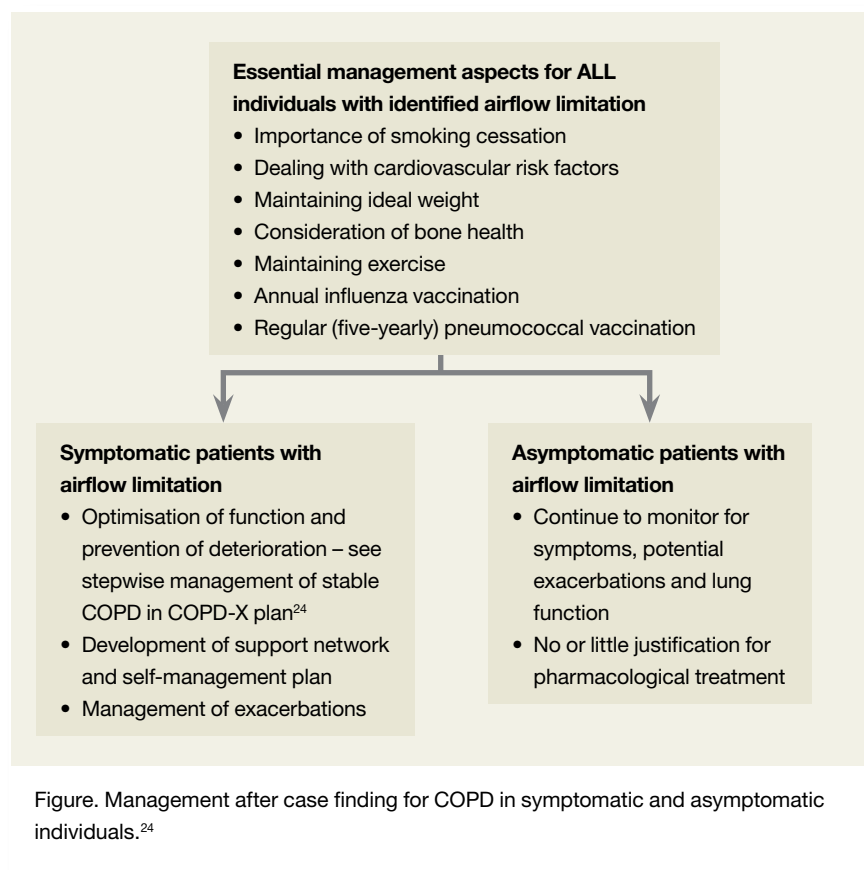 Essential management aspects for ALL
individuals with identified airflow limitation
• Importance of smoking cessation
• Dealing with cardiovascular risk factors
• Maintaining ideal weight
• Consideration of bone health
• Maintaining exercise
• Annual influenza vaccination
• Regular (five-yearly) pneumococcal vaccination
Symptomatic patients with
airflow limitation
• Optimisation of function and
prevention of deterioration – see
stepwise management of stable
COPD in COPD-X plan²⁴
• Development of support network
and self-management plan
• Management of exacerbations
Asymptomatic patients with
airflow limitation
• Continue to monitor for
symptoms, potential
exacerbations and lung
function
• No or little justification for
pharmacological treatment
Figure. Management after case finding for COPD in symptomatic and asymptomatic
individuals.²⁴